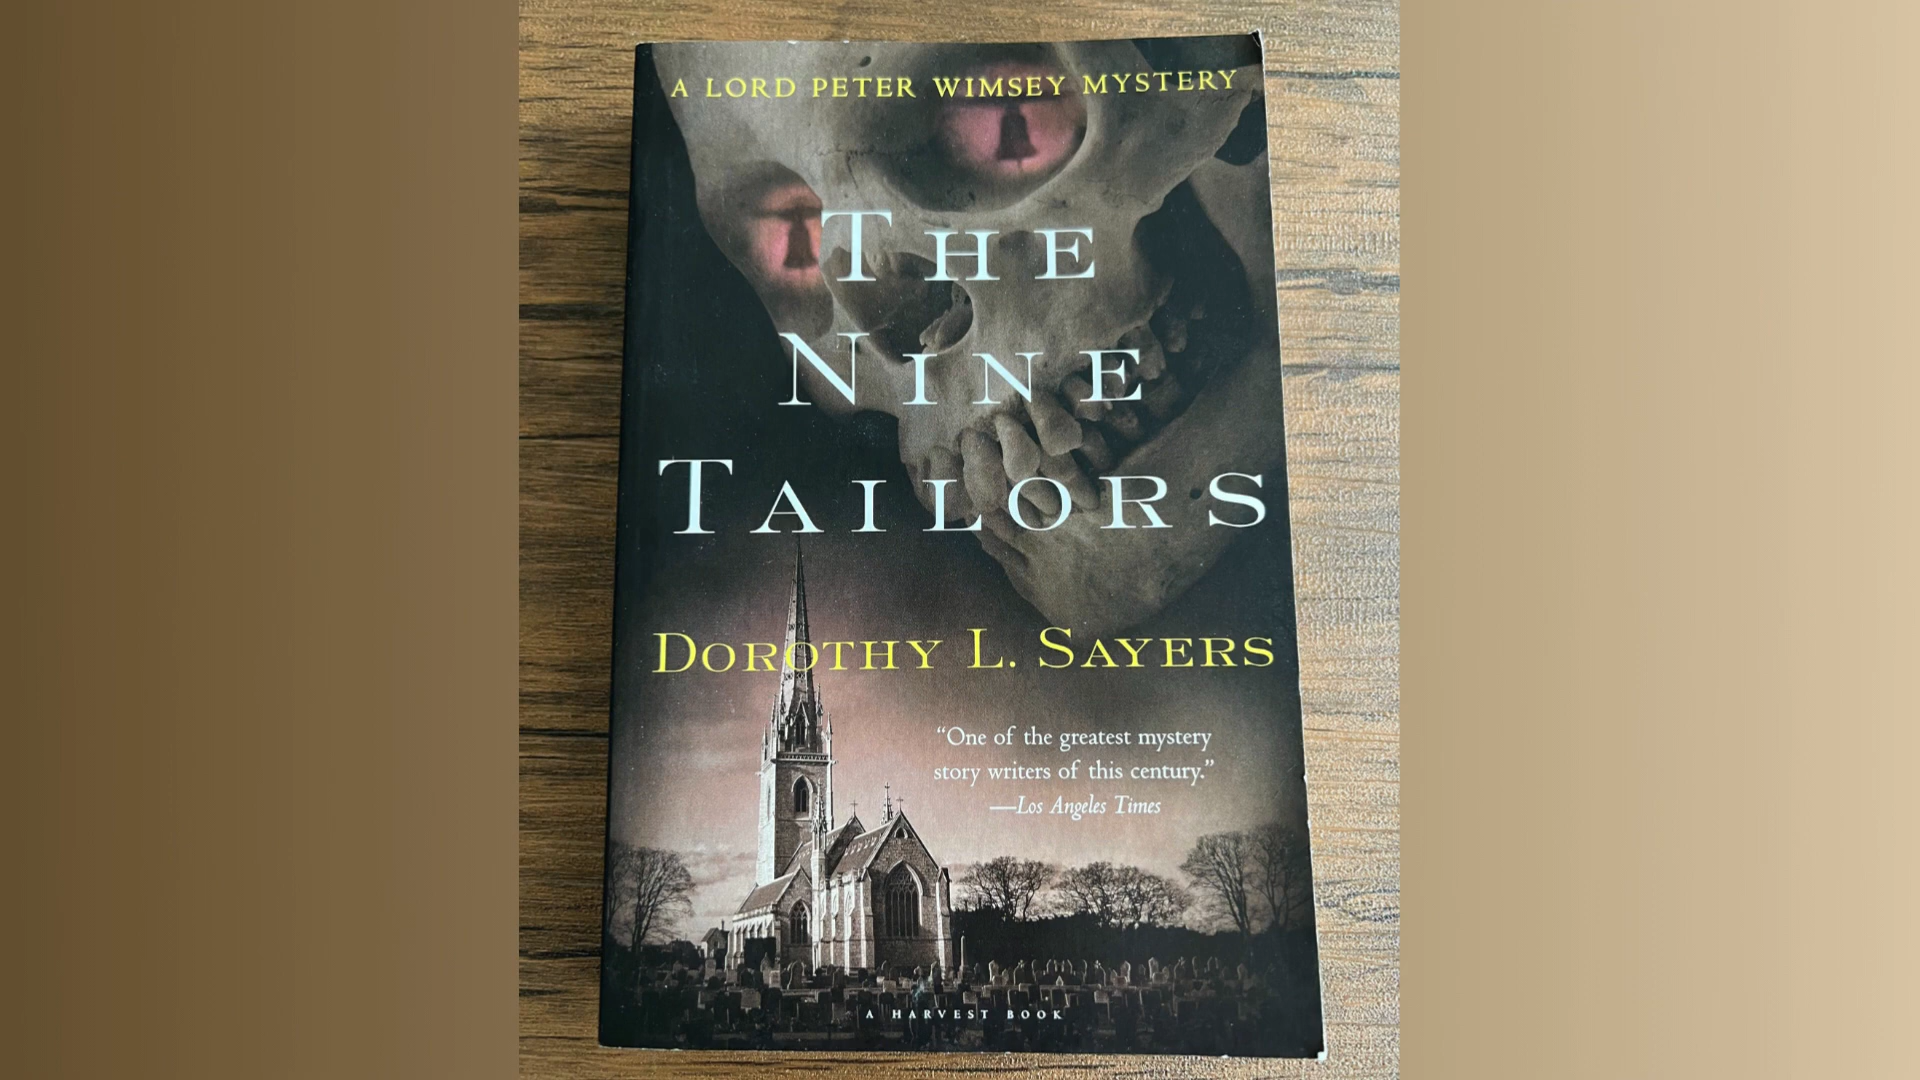 A LORD PETER WIMSEY MYSTERY
THE
NINE
TAILORS
DOROTHY L. SAYERS
“One of the greatest mystery
story writers of this century.”
—Los Angeles Times
A HARVEST BOOK